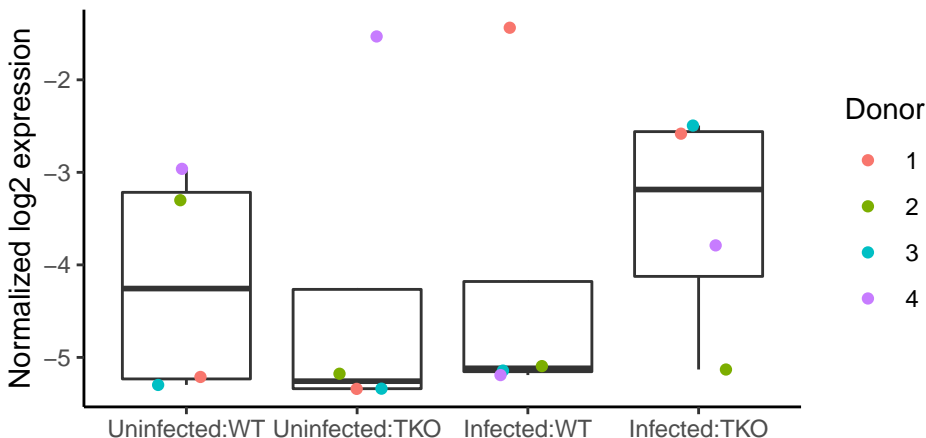 Normalized log2 expression
−2
−3
−4
−5
Uninfected:WT
Uninfected:TKO
Infected:WT
Infected:TKO
Donor
1
2
3
4